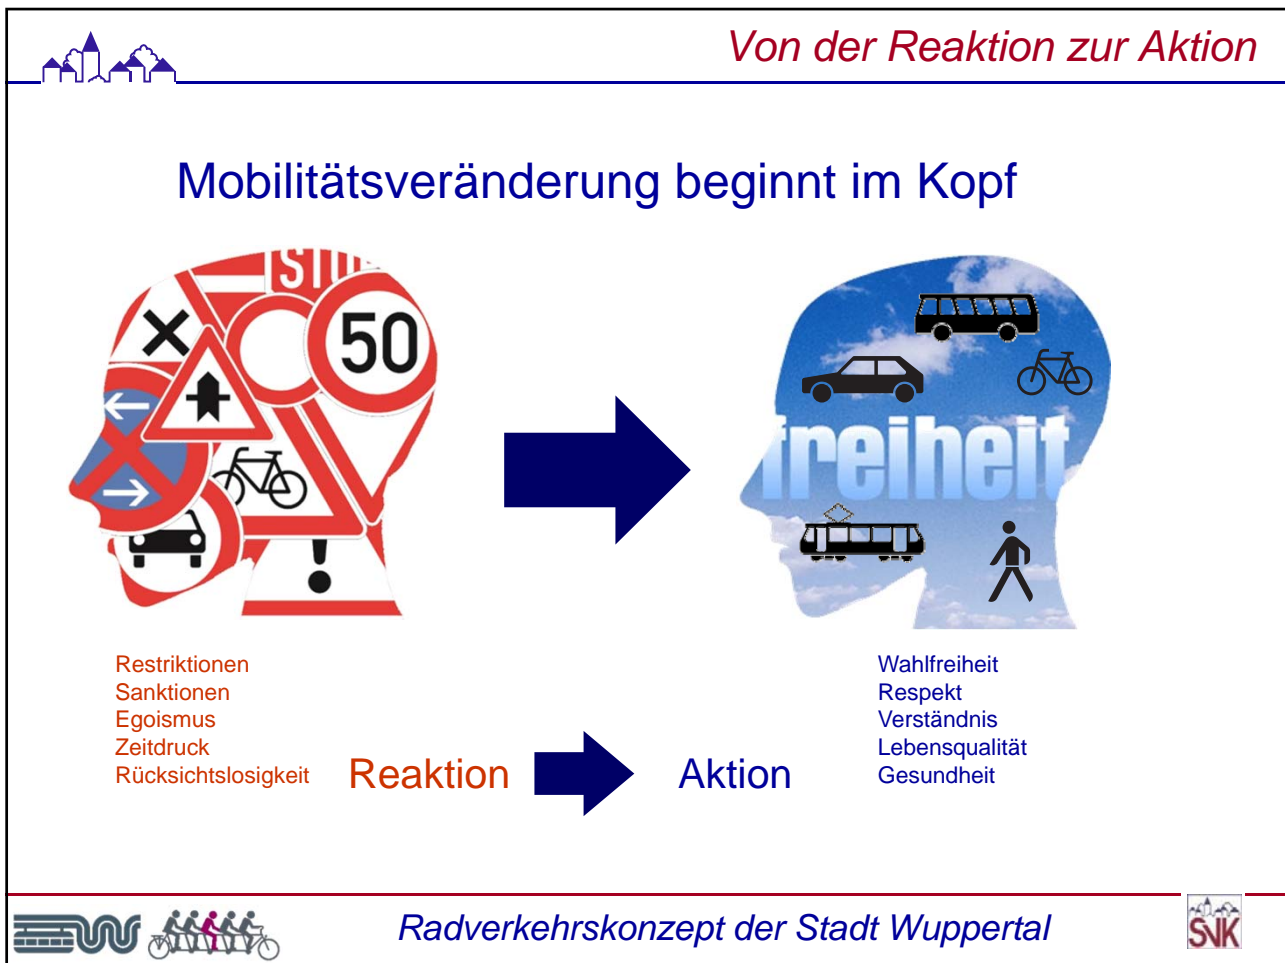 Von der Reaktion zur Aktion
Mobilitätsveränderung beginnt im Kopf
STO
50
freiheit
Restriktionen
Sanktionen
Egoismus
Zeitdruck
Rücksichtslosigkeit
Reaktion
Aktion
Wahlfreiheit
Respekt
Verständnis
Lebensqualität
Gesundheit
Radverkehrskonzept der Stadt Wuppertal
SVK